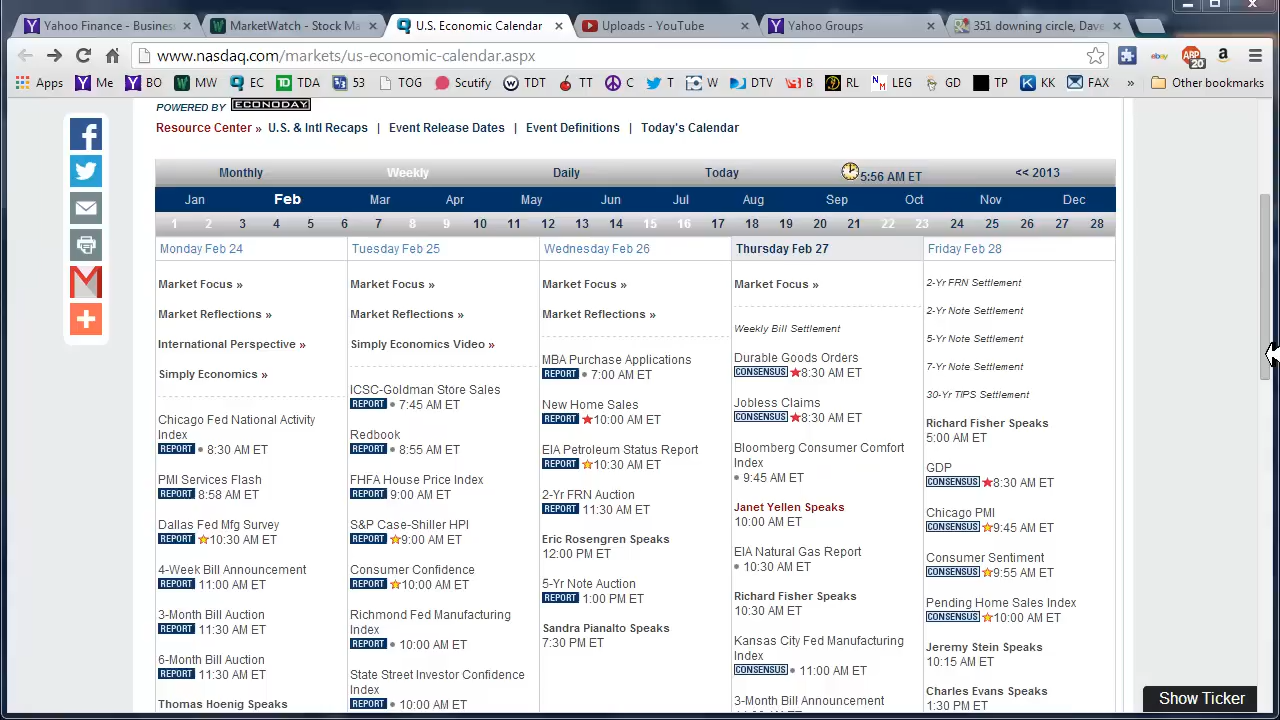 Yahoo Finance - Business
MarketWatch - Stock Ma
U.S. Economic Calendar
Uploads - YouTube
Yahoo Groups
351 downing circle, Dave
www.nasdaq.com/markets/us-economic-calendar.aspx
ebay
ABP
20
Apps
Me
BO
MW
EC
TDA
53
TOG
Scutify
TDT
TT
C
T
W
DTV
B
RL
LEG
GD
TP
KK
FAX
»
Other bookmarks
POWERED BY ECONODAY
Resource Center » U.S. & Intl Recaps | Event Release Dates | Event Definitions | Today's Calendar
Monthly Weekly Daily Today 5:56 AM ET << 2013
Jan Feb Mar Apr May Jun Jul Aug Sep Oct Nov Dec
1 2 3 4 5 6 7 8 9 10 11 12 13 14 15 16 17 18 19 20 21 22 23 24 25 26 27 28
Monday Feb 24
Market Focus »
Market Reflections »
International Perspective »
Simply Economics »
Chicago Fed National Activity
Index
REPORT • 8:30 AM ET
PMI Services Flash
REPORT 8:58 AM ET
Dallas Fed Mfg Survey
REPORT 10:30 AM ET
4-Week Bill Announcement
REPORT 11:00 AM ET
3-Month Bill Auction
REPORT 11:30 AM ET
6-Month Bill Auction
REPORT 11:30 AM ET
Thomas Hoenig Speaks
Tuesday Feb 25
Market Focus »
Market Reflections »
Simply Economics Video »
ICSC-Goldman Store Sales
REPORT • 7:45 AM ET
Redbook
REPORT • 8:55 AM ET
FHFA House Price Index
REPORT 9:00 AM ET
S&P Case-Shiller HPI
REPORT 9:00 AM ET
Consumer Confidence
REPORT 10:00 AM ET
Richmond Fed Manufacturing
Index
REPORT • 10:00 AM ET
State Street Investor Confidence
Index
REPORT • 10:00 AM ET
Wednesday Feb 26
Market Focus »
Market Reflections »
MBA Purchase Applications
REPORT • 7:00 AM ET
New Home Sales
REPORT 10:00 AM ET
EIA Petroleum Status Report
REPORT 10:30 AM ET
2-Yr FRN Auction
REPORT 11:30 AM ET
Eric Rosengren Speaks
12:00 PM ET
5-Yr Note Auction
REPORT 1:00 PM ET
Sandra Pianalto Speaks
7:30 PM ET
Thursday Feb 27
Market Focus »
Weekly Bill Settlement
Durable Goods Orders
CONSENSUS 8:30 AM ET
Jobless Claims
CONSENSUS 8:30 AM ET
Bloomberg Consumer Comfort
Index
• 9:45 AM ET
Janet Yellen Speaks
10:00 AM ET
EIA Natural Gas Report
• 10:30 AM ET
Richard Fisher Speaks
10:30 AM ET
Kansas City Fed Manufacturing
Index
CONSENSUS • 11:00 AM ET
3-Month Bill Announcement
Friday Feb 28
2-Yr FRN Settlement
2-Yr Note Settlement
5-Yr Note Settlement
7-Yr Note Settlement
30-Yr TIPS Settlement
Richard Fisher Speaks
5:00 AM ET
GDP
CONSENSUS 8:30 AM ET
Chicago PMI
CONSENSUS 9:45 AM ET
Consumer Sentiment
CONSENSUS 9:55 AM ET
Pending Home Sales Index
CONSENSUS 10:00 AM ET
Jeremy Stein Speaks
10:15 AM ET
Charles Evans Speaks
1:30 PM ET
Show Ticker